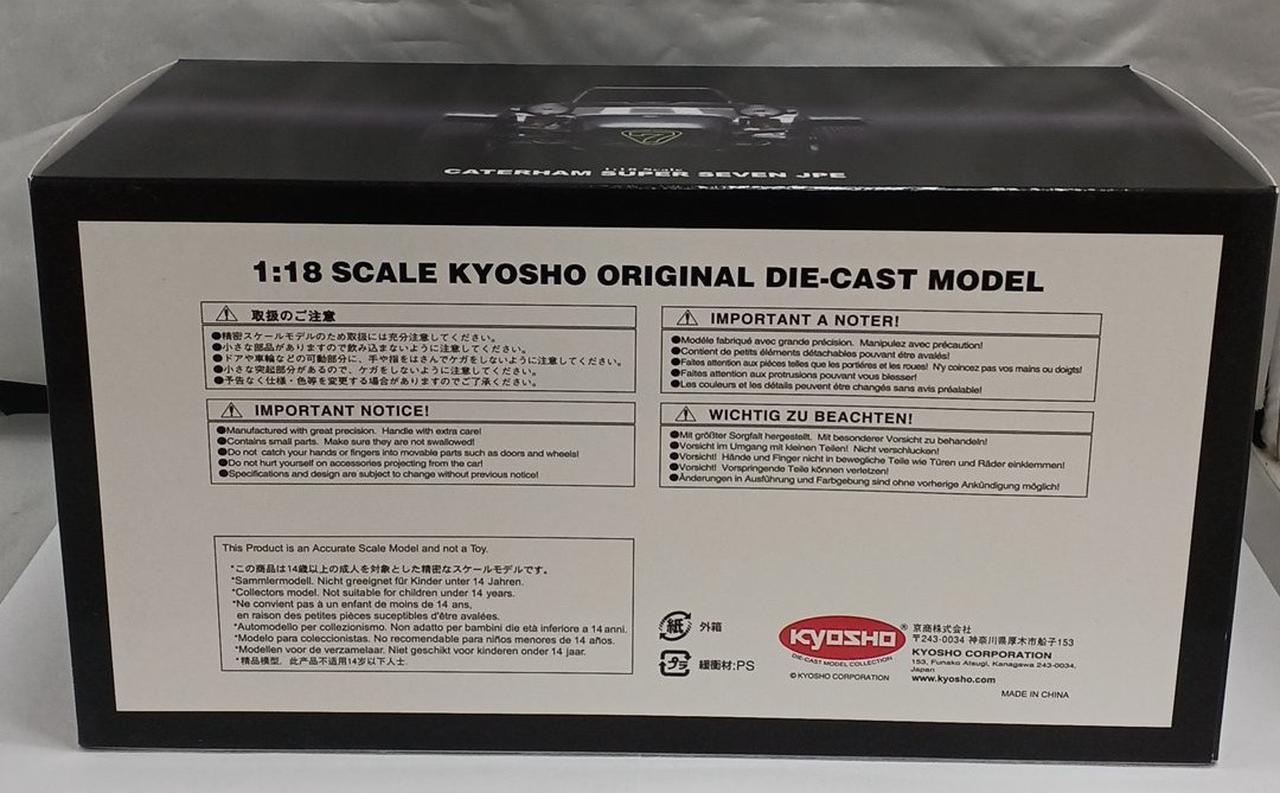 1:18 Scale
CATERHAM SUPER SEVEN JPE
1:18 SCALE KYOSHO ORIGINAL DIE-CAST MODEL
取扱のご注意
●精密スケールモデルのため取扱には充分注意してください。
●小さな部品がありますので飲み込まないように注意してください。
●ドアや車輪などの可動部分に、手や指をはさんでケガをしないように注意してください。
●小さな突起部分があるので、ケガをしないように注意してください。
●予告なく仕様・色等を変更する場合がありますのでご了承ください。
IMPORTANT NOTICE!
●Manufactured with great precision. Handle with extra care!
●Contains small parts. Make sure they are not swallowed!
●Do not catch your hands or fingers into movable parts such as doors and wheels!
●Do not hurt yourself on accessories projecting from the car!
●Specifications and design are subject to change without previous notice!
IMPORTANT A NOTER!
●Modéle fabriqué avec grande précision. Manipulez avec précaution!
●Contient de petits éléments détachables pouvant étre avalés!
●Faites attention aux piéces telles que les portiéres et les roues! N'y coincez pas vos mains ou doigts!
●Faites attention aux protrusions pouvant vous blesser!
●Les couleurs et les détails peuvent étre changés sans avis préalable!
WICHTIG ZU BEACHTEN!
●Mit größter Sorgfalt hergestellt. Mit besonderer Vorsicht zu behandeln!
●Vorsicht im Umgang mit kleinen Teilen! Nicht verschlucken!
●Vorsicht! Hände und Finger nicht in bewegliche Teile wie Türen und Räder einklemmen!
●Vorsicht! Vorspringende Teile können verletzen!
●Änderungen in Ausführung und Farbgebung sind ohne vorherige Ankündigung möglich!
This Product is an Accurate Scale Model and not a Toy.
*この商品は14歳以上の成人を対象とした精密なスケールモデルです。
*Sammlermodell. Nicht geeignet für Kinder unter 14 Jahren.
*Collectors model. Not suitable for children under 14 years.
*Ne convient pas à un enfant de moins de 14 ans,
en raison des petites pièces suceptibles d'être avalées.
*Automodello per collezionismo. Non adatto per bambini die età inferiore a 14 anni.
*Modelo para coleccionistas. No recomendable para niños menores de 14 años.
*Modellen voor de verzamelaar. Niet geschikt voor kinderen onder 14 jaar.
*精品模型，此产品不适用14岁以下人士.
紙 外箱
プラ 緩衝材:PS
KYOSHO ®
DIE-CAST MODEL COLLECTION
© KYOSHO CORPORATION
京商株式会社
〒243-0034 神奈川県厚木市船子153
KYOSHO CORPORATION
153, Funako Atsugi, Kanagawa 243-0034,
Japan
www.kyosho.com
MADE IN CHINA